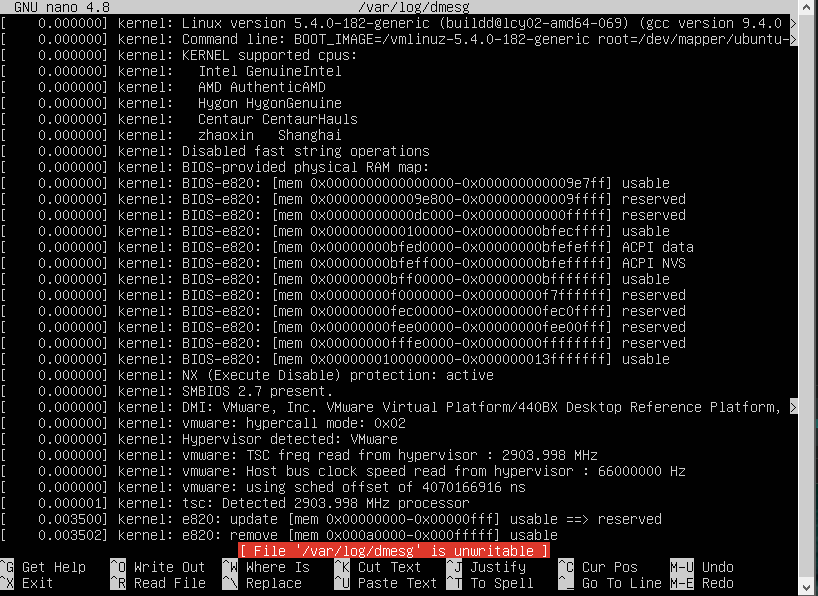 GNU nano 4.8 /var/log/dmesg
[    0.000000] kernel: Linux version 5.4.0-182-generic (buildd@lcy02-amd64-069) (gcc version 9.4.0 >
[    0.000000] kernel: Command line: BOOT_IMAGE=/vmlinuz-5.4.0-182-generic root=/dev/mapper/ubuntu->
[    0.000000] kernel: KERNEL supported cpus:
[    0.000000] kernel:   Intel GenuineIntel
[    0.000000] kernel:   AMD AuthenticAMD
[    0.000000] kernel:   Hygon HygonGenuine
[    0.000000] kernel:   Centaur CentaurHauls
[    0.000000] kernel:   zhaoxin   Shanghai
[    0.000000] kernel: Disabled fast string operations
[    0.000000] kernel: BIOS-provided physical RAM map:
[    0.000000] kernel: BIOS-e820: [mem 0x0000000000000000-0x000000000009e7ff] usable
[    0.000000] kernel: BIOS-e820: [mem 0x000000000009e800-0x000000000009ffff] reserved
[    0.000000] kernel: BIOS-e820: [mem 0x00000000000dc000-0x00000000000fffff] reserved
[    0.000000] kernel: BIOS-e820: [mem 0x0000000000100000-0x00000000bfecffff] usable
[    0.000000] kernel: BIOS-e820: [mem 0x00000000bfed0000-0x00000000bfefefff] ACPI data
[    0.000000] kernel: BIOS-e820: [mem 0x00000000bfeff000-0x00000000bfefffff] ACPI NVS
[    0.000000] kernel: BIOS-e820: [mem 0x00000000bff00000-0x00000000bfffffff] usable
[    0.000000] kernel: BIOS-e820: [mem 0x00000000f0000000-0x00000000f7ffffff] reserved
[    0.000000] kernel: BIOS-e820: [mem 0x00000000fec00000-0x00000000fec0ffff] reserved
[    0.000000] kernel: BIOS-e820: [mem 0x00000000fee00000-0x00000000fee00fff] reserved
[    0.000000] kernel: BIOS-e820: [mem 0x00000000fffe0000-0x00000000ffffffff] reserved
[    0.000000] kernel: BIOS-e820: [mem 0x0000000100000000-0x000000013fffffff] usable
[    0.000000] kernel: NX (Execute Disable) protection: active
[    0.000000] kernel: SMBIOS 2.7 present.
[    0.000000] kernel: DMI: VMware, Inc. VMware Virtual Platform/440BX Desktop Reference Platform, >
[    0.000000] kernel: vmware: hypercall mode: 0x02
[    0.000000] kernel: Hypervisor detected: VMware
[    0.000000] kernel: vmware: TSC freq read from hypervisor : 2903.998 MHz
[    0.000000] kernel: vmware: Host bus clock speed read from hypervisor : 66000000 Hz
[    0.000000] kernel: vmware: using sched offset of 4070166916 ns
[    0.000001] kernel: tsc: Detected 2903.998 MHz processor
[    0.003500] kernel: e820: update [mem 0x00000000-0x00000fff] usable ==> reserved
[    0.003502] kernel: e820: remove [mem 0x000a0000-0x000fffff] usable
[ File '/var/log/dmesg' is unwritable ]
^G Get Help ^O Write Out ^W Where Is ^K Cut Text ^J Justify ^C Cur Pos M-U Undo
^X Exit ^R Read File ^\ Replace ^U Paste Text ^T To Spell ^_ Go To Line M-E Redo